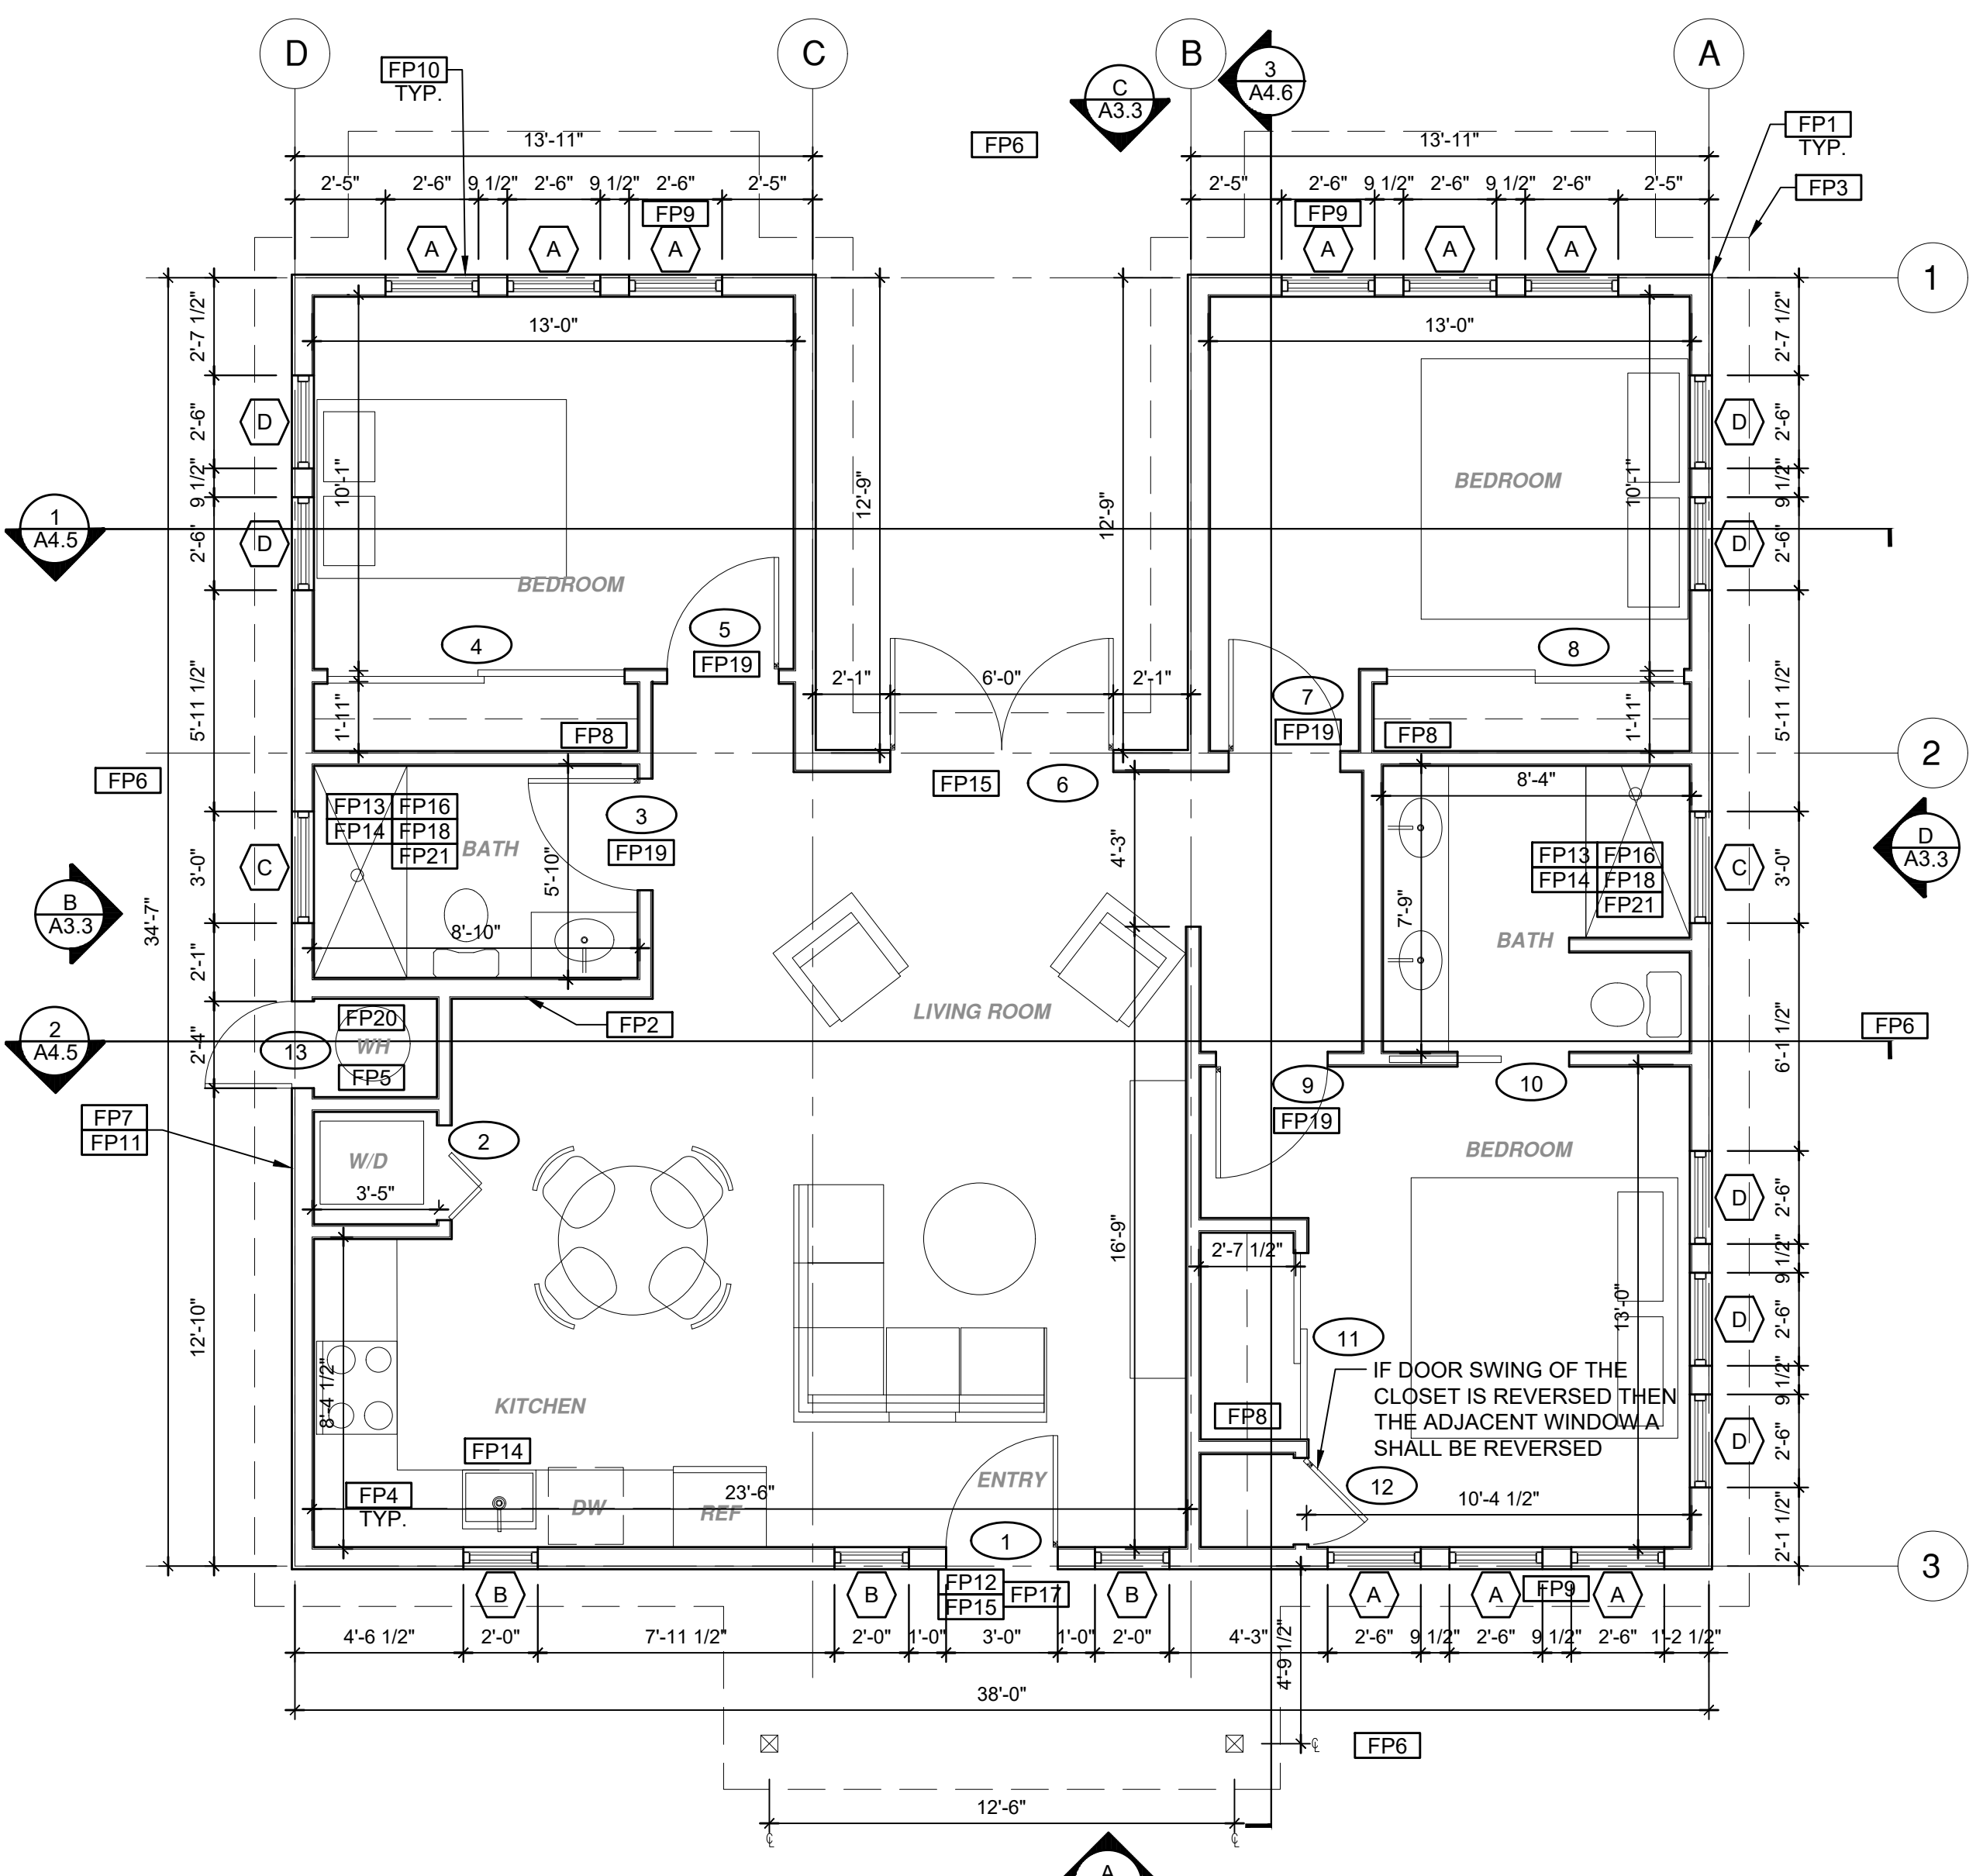 D
C
B
A
FP10
TYP.
C
A3.3
3
A4.6
FP1
TYP.
FP6
13'-11"
13'-11"
FP3
2'-5"
2'-6"
9 1/2"
2'-6"
9 1/2"
2'-6"
2'-5"
2'-5"
2'-6"
9 1/2"
2'-6"
9 1/2"
2'-6"
2'-5"
FP9
FP9
A
A
A
A
A
A
1
2'-7 1/2"
13'-0"
13'-0"
2'-7 1/2"
D
2'-6"
D
2'-6"
10'-1"
BEDROOM
10'-1"
9 1/2"
12'-9"
12'-9"
9 1/2"
1
A4.5
2'-6"
D
D
2'-6"
BEDROOM
5
4
FP19
8
2'-1"
6'-0"
2'-1"
7
5'-11 1/2"
1'-11"
FP8
FP19
FP8
1'-11"
5'-11 1/2"
2
FP6
FP15
6
8'-4"
FP13
FP16
FP14
FP18
FP21
BATH
3
FP19
5'-10"
4'-3"
FP13
FP16
FP14
FP18
FP21
D
A3.3
C
3'-0"
C
3'-0"
B
A3.3
34'-7"
8'-10"
7'-9"
BATH
2'-1"
LIVING ROOM
FP20
FP2
WH
FP5
13
2'-4"
2
A4.5
FP6
6'-1 1/2"
9
10
FP19
FP7
FP11
2
W/D
3'-5"
BEDROOM
D
2'-6"
16'-9"
2'-7 1/2"
9 1/2"
12'-10"
13'-0"
D
2'-6"
11
8'-4 1/2"
IF DOOR SWING OF THE
CLOSET IS REVERSED THEN
THE ADJACENT WINDOW A
SHALL BE REVERSED
9 1/2"
KITCHEN
FP8
D
2'-6"
FP14
ENTRY
12
FP4
TYP.
23'-6"
DW
REF
10'-4 1/2"
2'-11 1/2"
1
3
B
B
FP12
FP15
FP17
B
A
A
FP9
A
4'-6 1/2"
2'-0"
7'-11 1/2"
2'-0"
1'-0"
3'-0"
1'-0"
2'-0"
4'-3"
2'-6"
9 1/2"
2'-6"
9 1/2"
2'-6"
1'-2 1/2"
4'-9 1/2"
38'-0"
℄
FP6
12'-6"
℄
℄
A